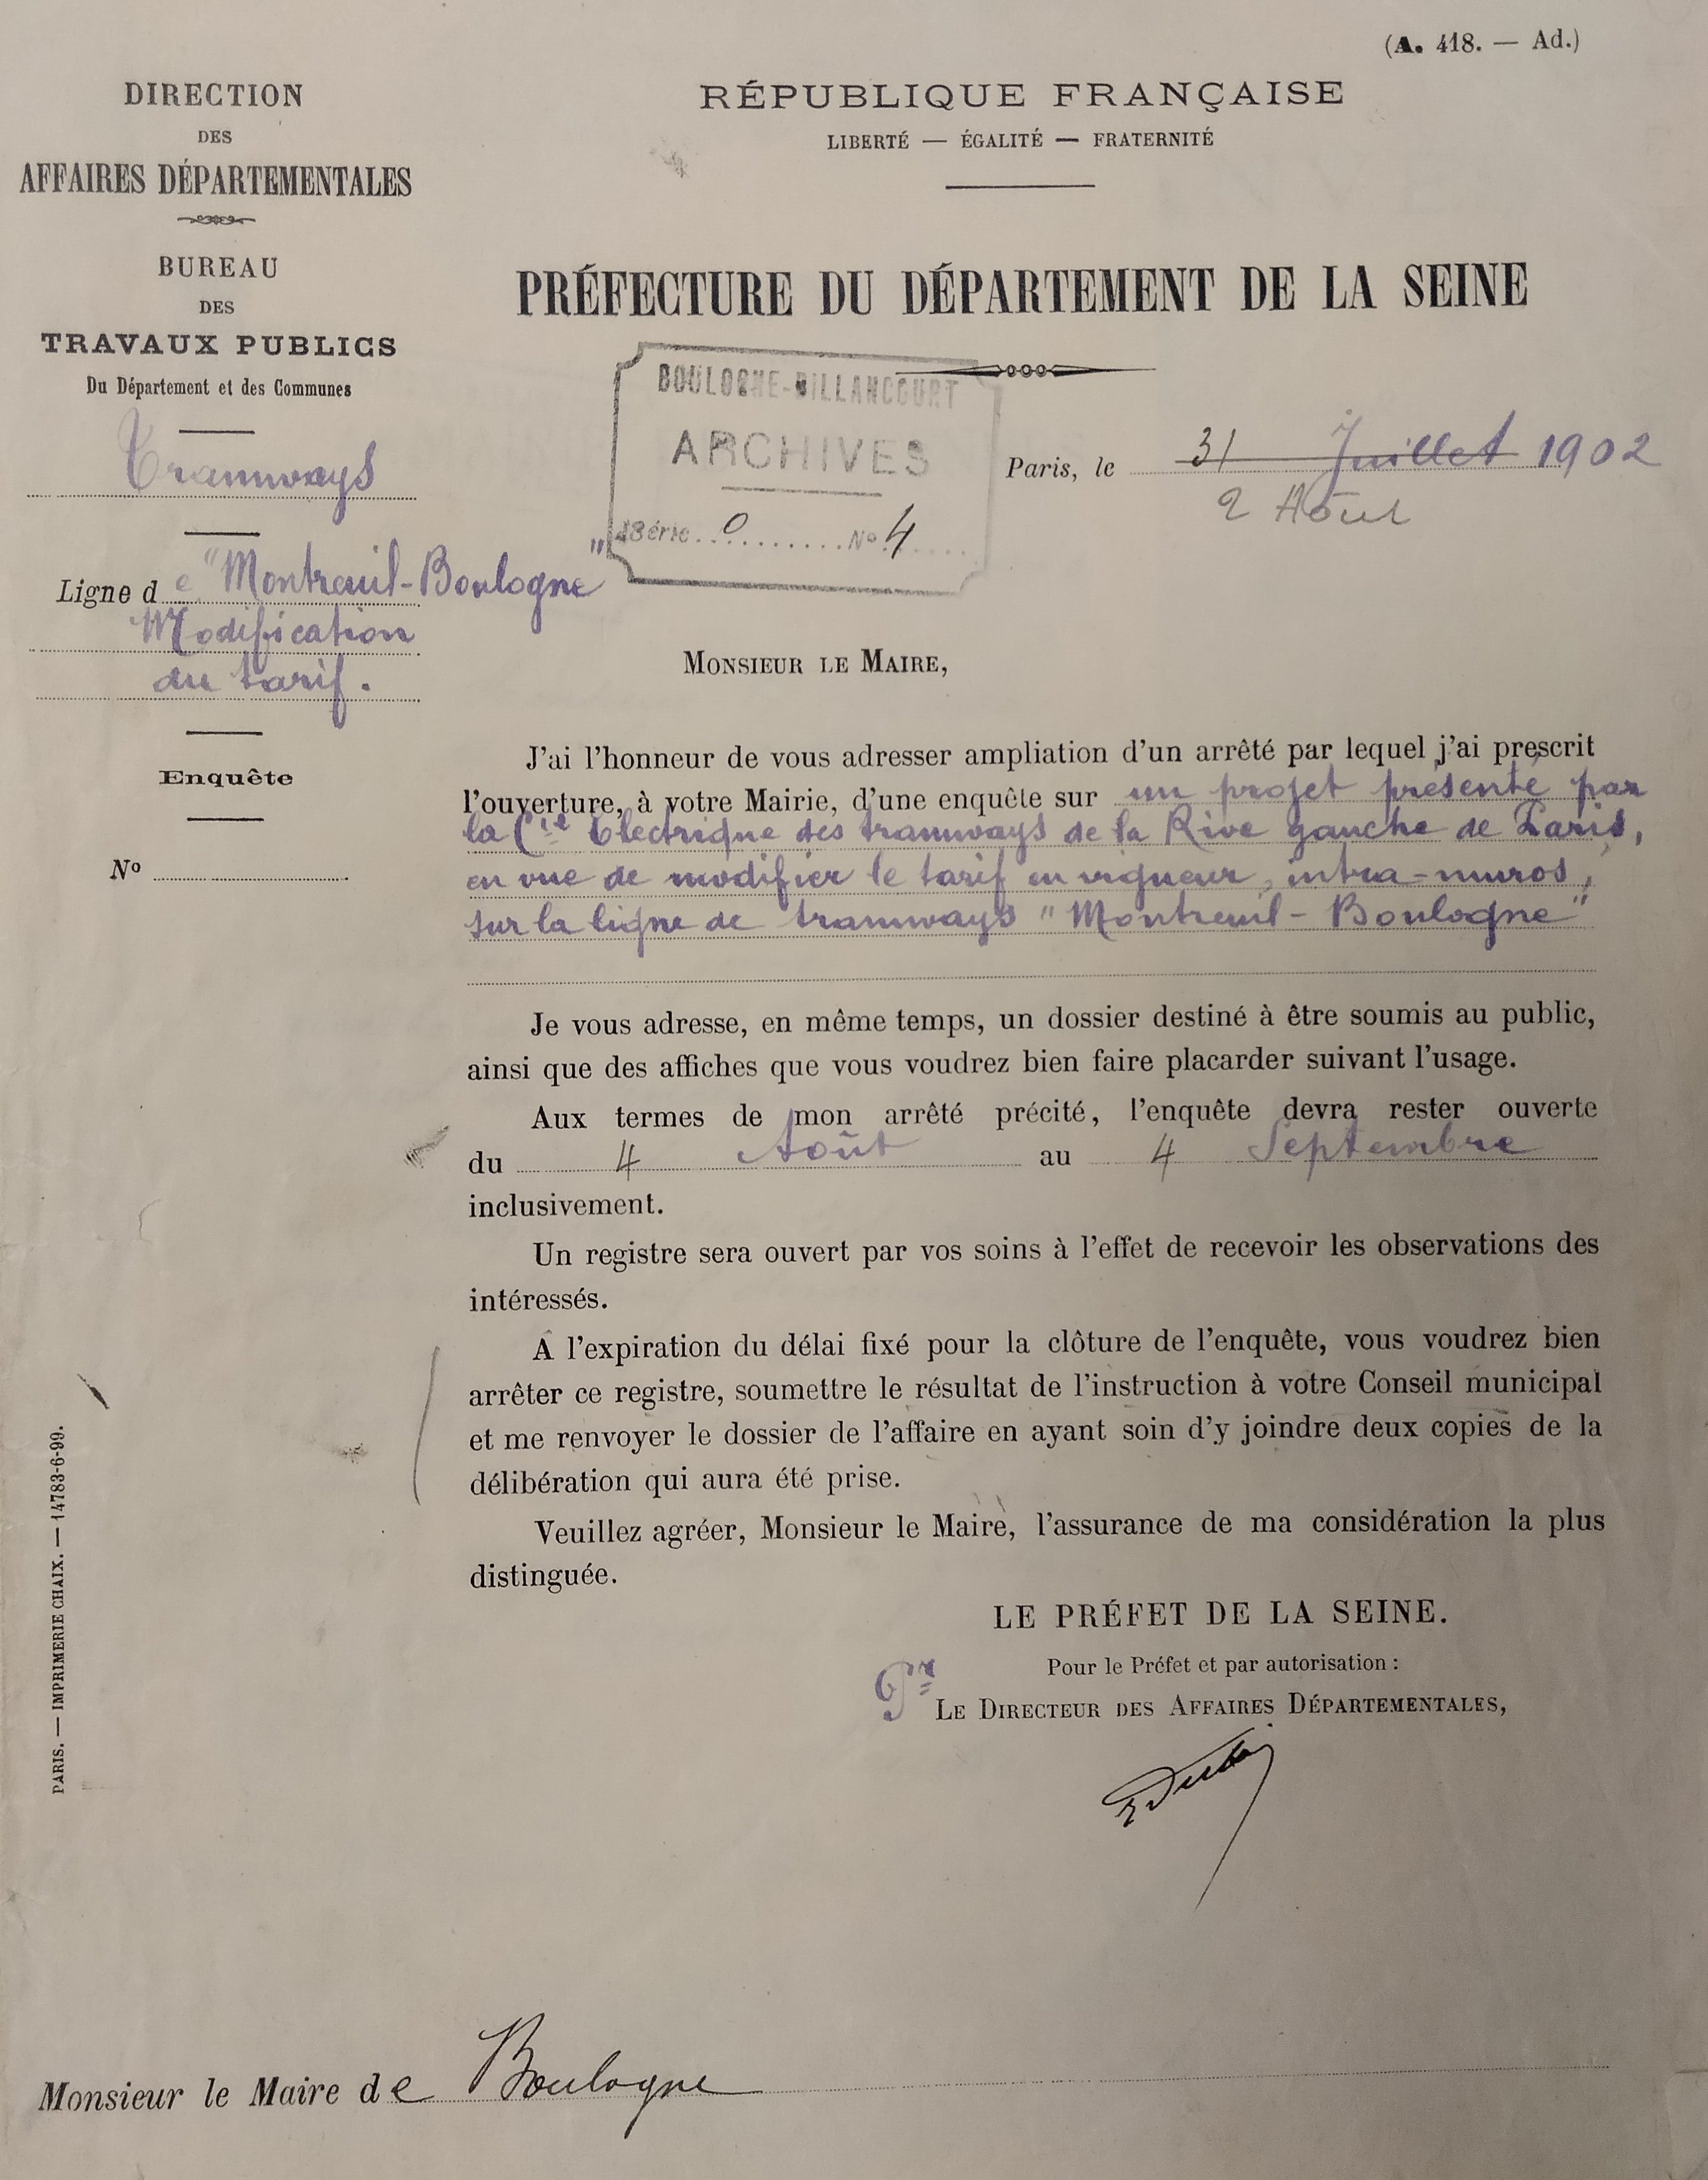 (A. 418. — Ad.)
DIRECTION
DES
AFFAIRES DÉPARTEMENTALES
BUREAU
DES
TRAVAUX PUBLICS
Du Département et des Communes
Tramways
Ligne de "Montreuil-Boulogne"
Modification
du tarif.
Enquête
Nº
RÉPUBLIQUE FRANÇAISE
LIBERTÉ — ÉGALITÉ — FRATERNITÉ
PRÉFECTURE DU DÉPARTEMENT DE LA SEINE
BOULOGNE-BILLANCOURT
ARCHIVES
Série O Nº 4
Paris, le 31 Juillet 1902
2 Août
MONSIEUR LE MAIRE,
J'ai l'honneur de vous adresser ampliation d'un arrêté par lequel j'ai prescrit
l'ouverture, à votre Mairie, d'une enquête sur un projet présenté par
la Cie Electrique des tramways de la Rive gauche de Paris,
en vue de modifier le tarif en vigueur, intra-muros,
sur la ligne de tramways "Montreuil-Boulogne"
Je vous adresse, en même temps, un dossier destiné à être soumis au public,
ainsi que des affiches que vous voudrez bien faire placarder suivant l'usage.
Aux termes de mon arrêté précité, l'enquête devra rester ouverte
du 4 Août au 4 Septembre
inclusivement.
Un registre sera ouvert par vos soins à l'effet de recevoir les observations des
intéressés.
A l'expiration du délai fixé pour la clôture de l'enquête, vous voudrez bien
arrêter ce registre, soumettre le résultat de l'instruction à votre Conseil municipal
et me renvoyer le dossier de l'affaire en ayant soin d'y joindre deux copies de la
délibération qui aura été prise.
Veuillez agréer, Monsieur le Maire, l'assurance de ma considération la plus
distinguée.
LE PRÉFET DE LA SEINE.
Pour le Préfet et par autorisation :
Pr LE DIRECTEUR DES AFFAIRES DÉPARTEMENTALES,
Monsieur le Maire de Boulogne
PARIS. — IMPRIMERIE CHAIX. — 14783-6-99.